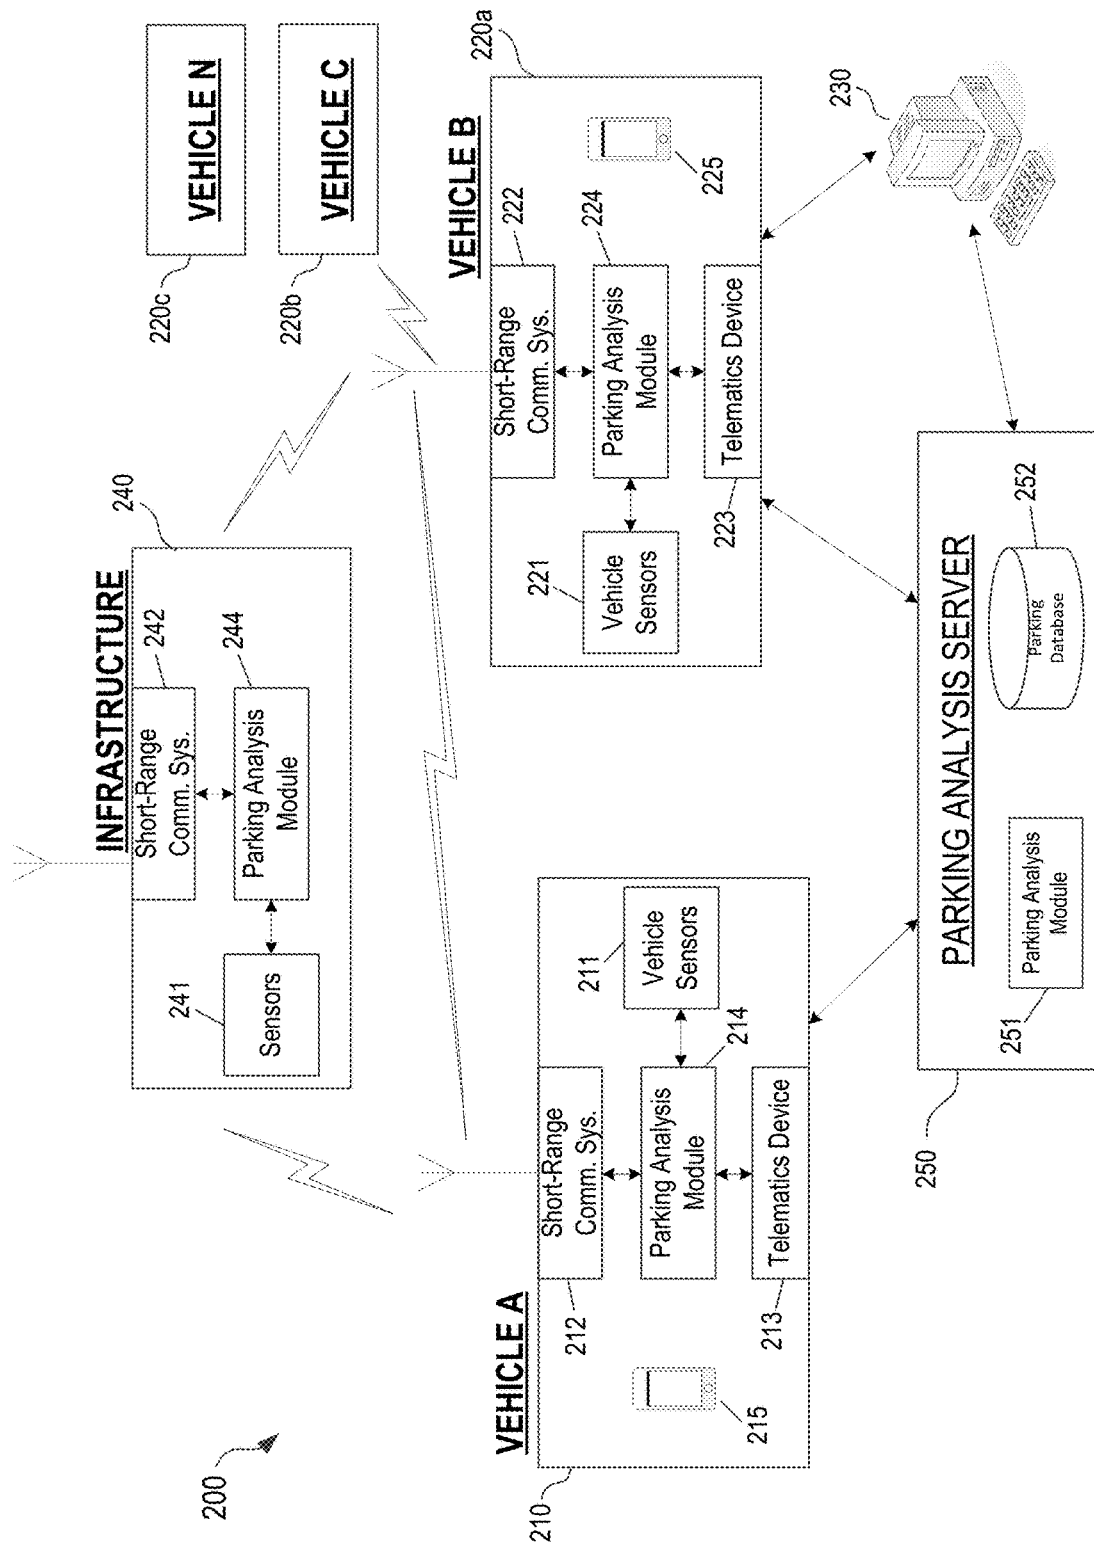 200
INFRASTRUCTURE
240
Short-Range
Comm. Sys.
242
Parking Analysis
Module
244
241
Sensors
220c
VEHICLE N
220b
VEHICLE C
VEHICLE A
210
212
Short-Range
Comm. Sys.
211
Vehicle
Sensors
Parking Analysis
Module
214
215
213
Telematics Device
VEHICLE B
220a
Short-Range
Comm. Sys.
222
221
Vehicle
Sensors
Parking Analysis
Module
224
225
223
Telematics Device
230
250
PARKING ANALYSIS SERVER
251
Parking Analysis
Module
252
Parking
Database